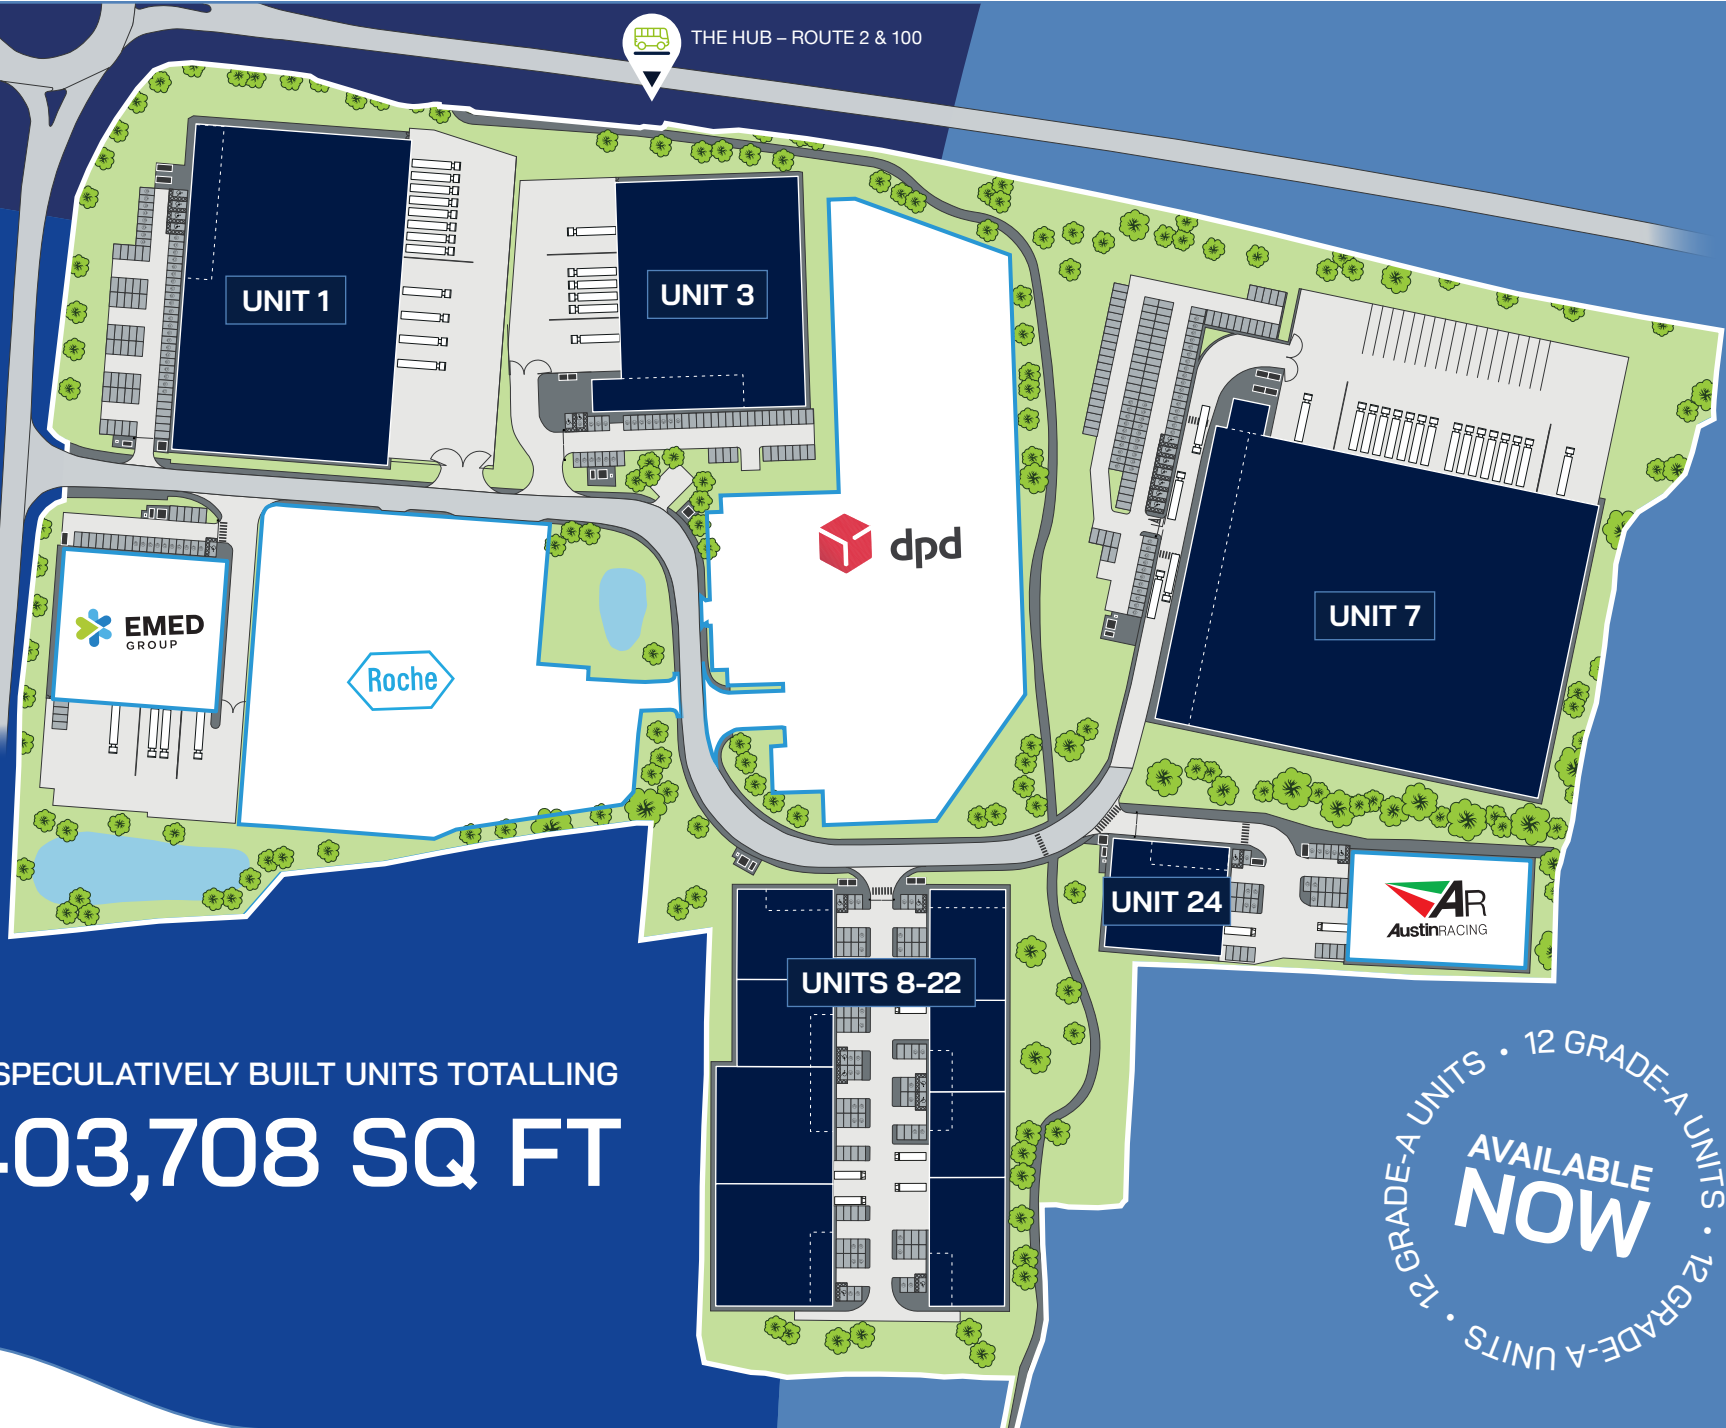 THE HUB – ROUTE 2 & 100
UNIT 1
UNIT 3
dpd
UNIT 7
EMED
GROUP
Roche
UNIT 24
AR
AustinRACING
UNITS 8-22
SPECULATIVELY BUILT UNITS TOTALLING
03,708 SQ FT
12 GRADE-A UNITS • 12 GRADE-A UNITS • 12 GRADE-A UNITS •
AVAILABLE
NOW